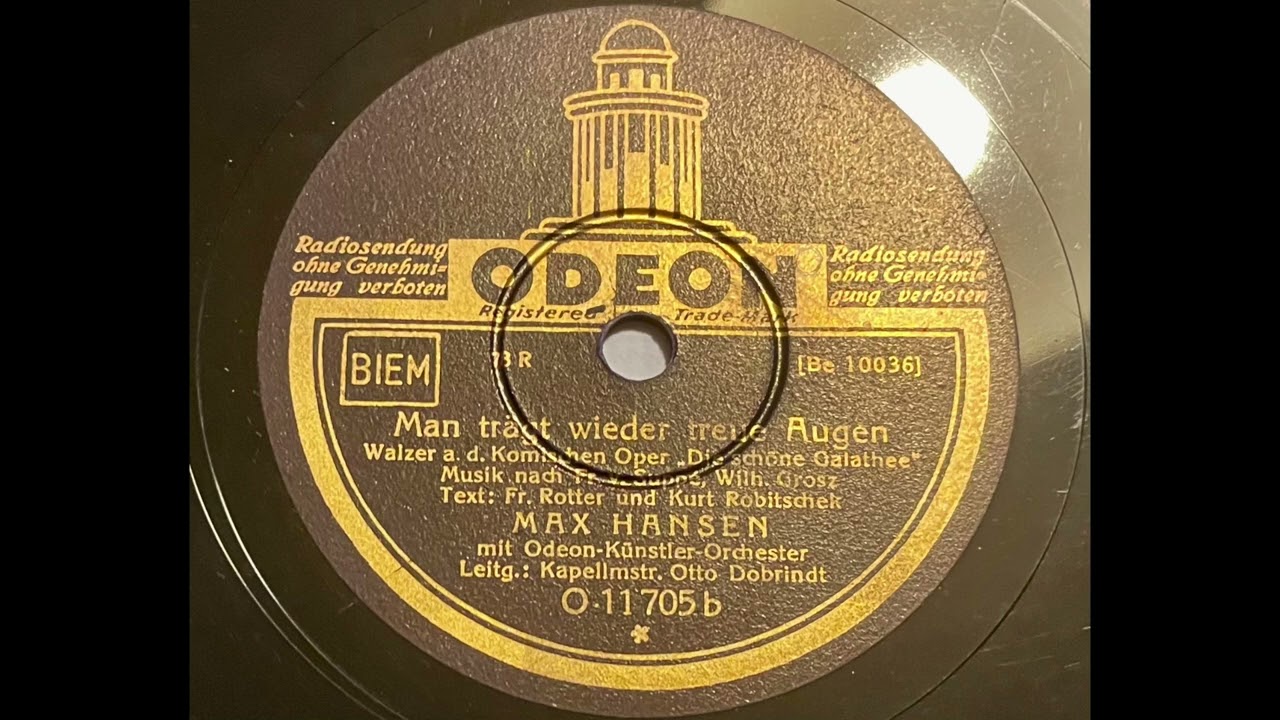 Radiosendung
ohne Genehmi=
gung verboten
ODEON
Registered Trade-Mark
Radiosendung
ohne Genehmi=
gung verboten
BIEM
78 R
[Be 10036]
Man trägt wieder treue Augen
Walzer a. d. Komischen Oper „Die schöne Galathee"
Musik nach Fr. v. Suppé, Wilh. Grosz
Text: Fr. Rotter und Kurt Robitschek
MAX HANSEN
mit Odeon-Künstler-Orchester
Leitg.: Kapellmstr. Otto Dobrindt
O-11705b